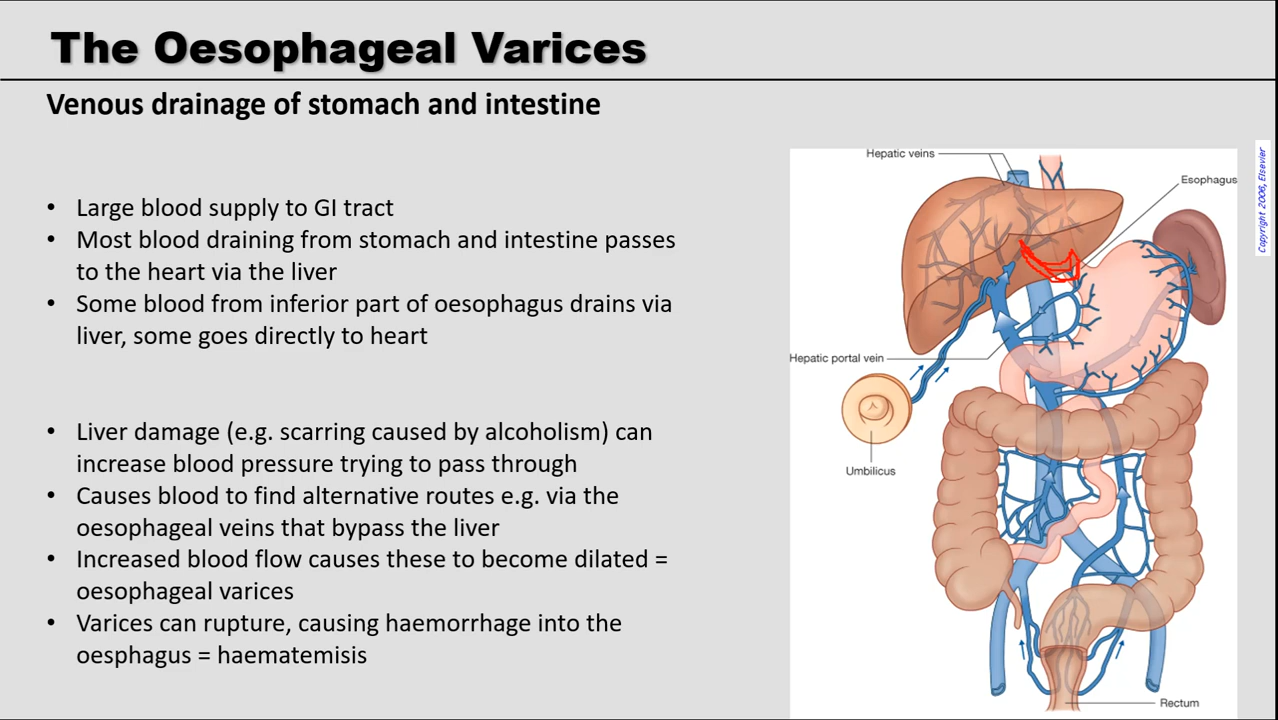 The Oesophageal Varices
Venous drainage of stomach and intestine
• Large blood supply to GI tract
• Most blood draining from stomach and intestine passes
to the heart via the liver
• Some blood from inferior part of oesophagus drains via
liver, some goes directly to heart
• Liver damage (e.g. scarring caused by alcoholism) can
increase blood pressure trying to pass through
• Causes blood to find alternative routes e.g. via the
oesophageal veins that bypass the liver
• Increased blood flow causes these to become dilated =
oesophageal varices
• Varices can rupture, causing haemorrhage into the
oesphagus = haematemisis
Hepatic veins
Esophagus
Hepatic portal vein
Umbilicus
Rectum
Copyright 2006, Elsevier